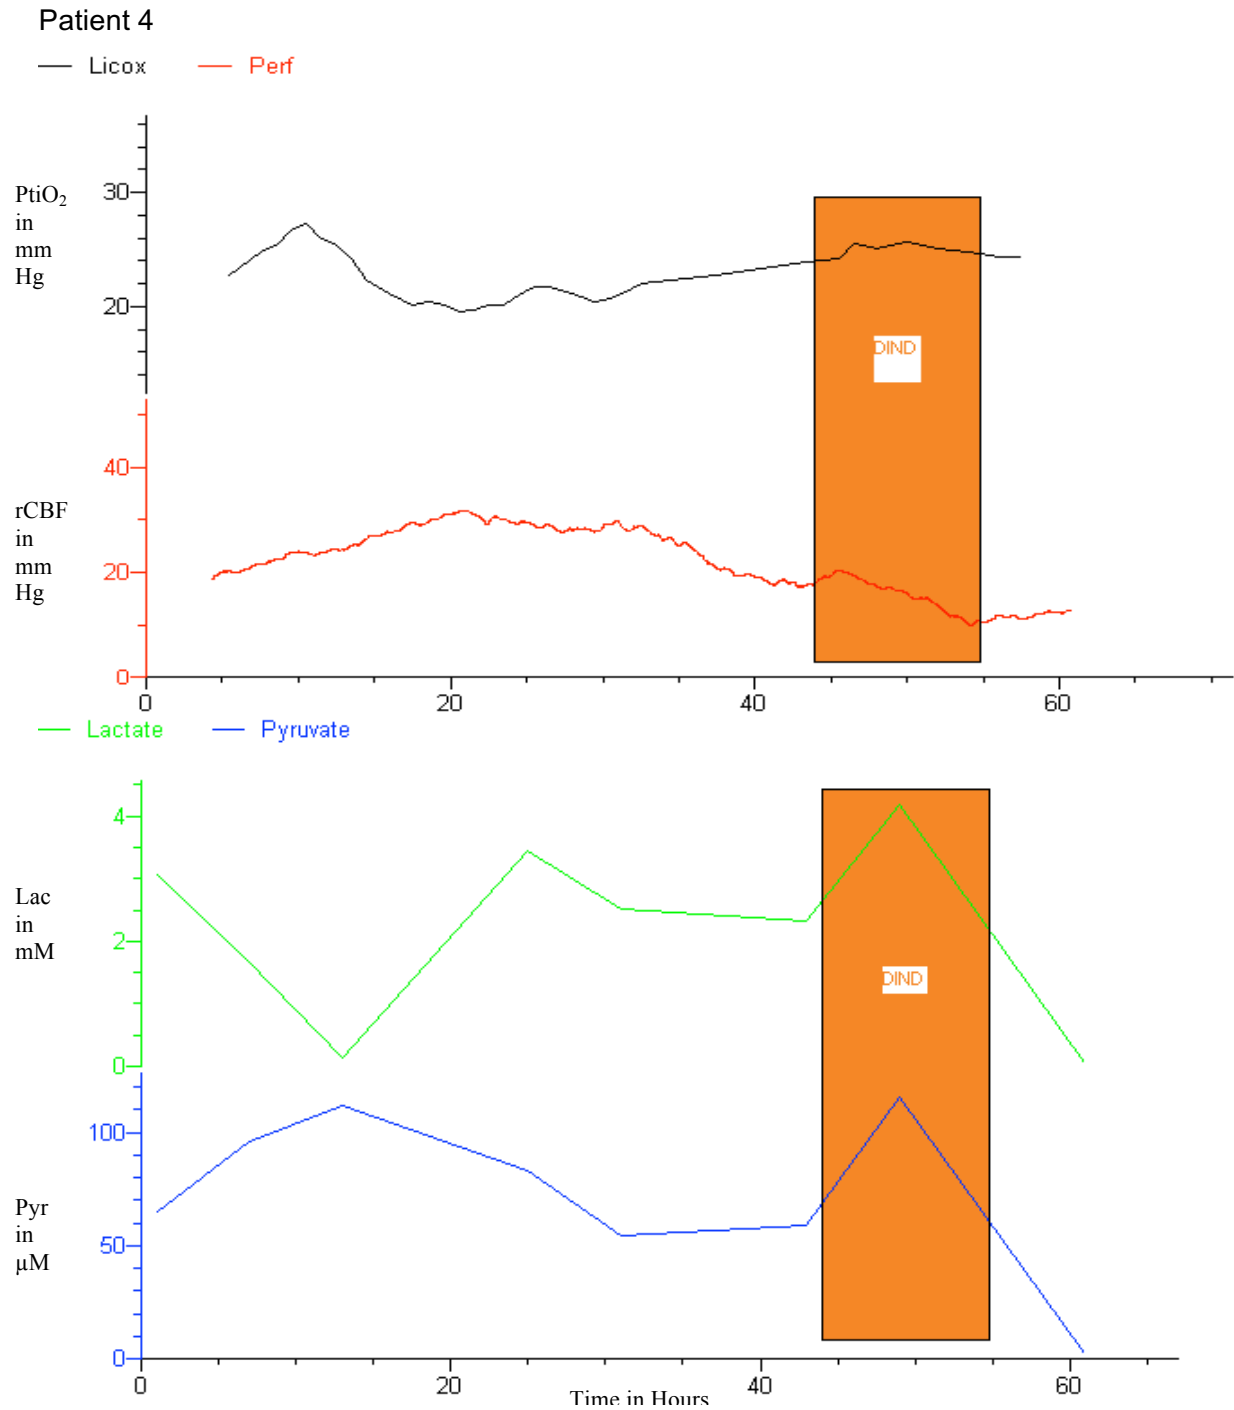 Patient 4
Licox Perf
PtiO₂
in
mm
Hg
30
20
DIND
rCBF
in
mm
Hg
40
20
0
0 20 40 60
Lactate Pyruvate
Lac
in
mM
4
2
0
DIND
Pyr
in
µM
100
50
0
0 20 40 60
Time in Hours